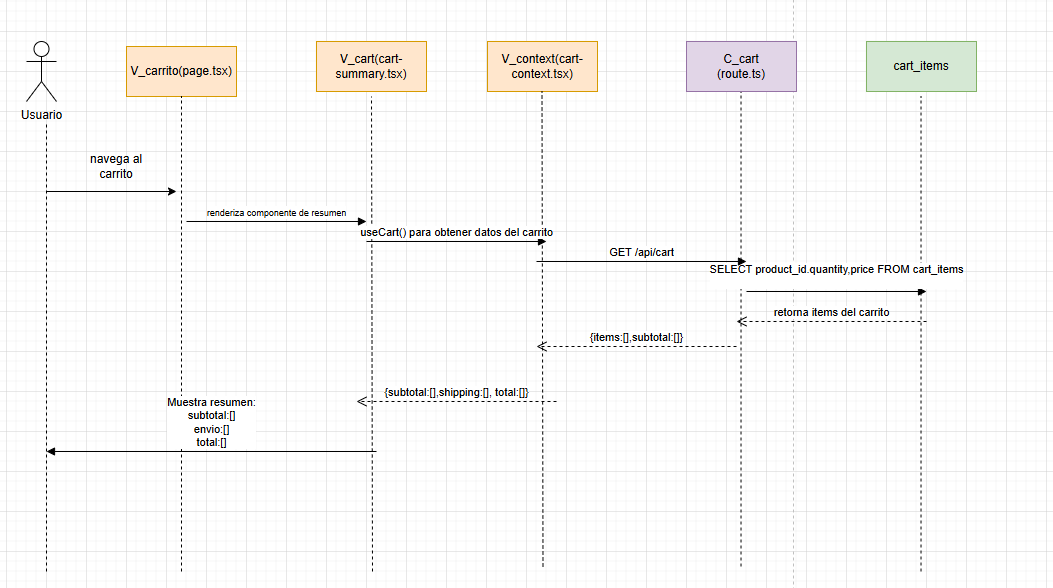 Usuario
V_carrito(page.tsx)
V_cart(cart-
summary.tsx)
V_context(cart-
context.tsx)
C_cart
(route.ts)
cart_items
navega al
carrito
renderiza componente de resumen
useCart() para obtener datos del carrito
GET /api/cart
SELECT product_id.quantity,price FROM cart_items
retorna items del carrito
{items:[],subtotal:[]}
{subtotal:[],shipping:[], total:[]}
Muestra resumen:
subtotal:[]
envio:[]
total:[]